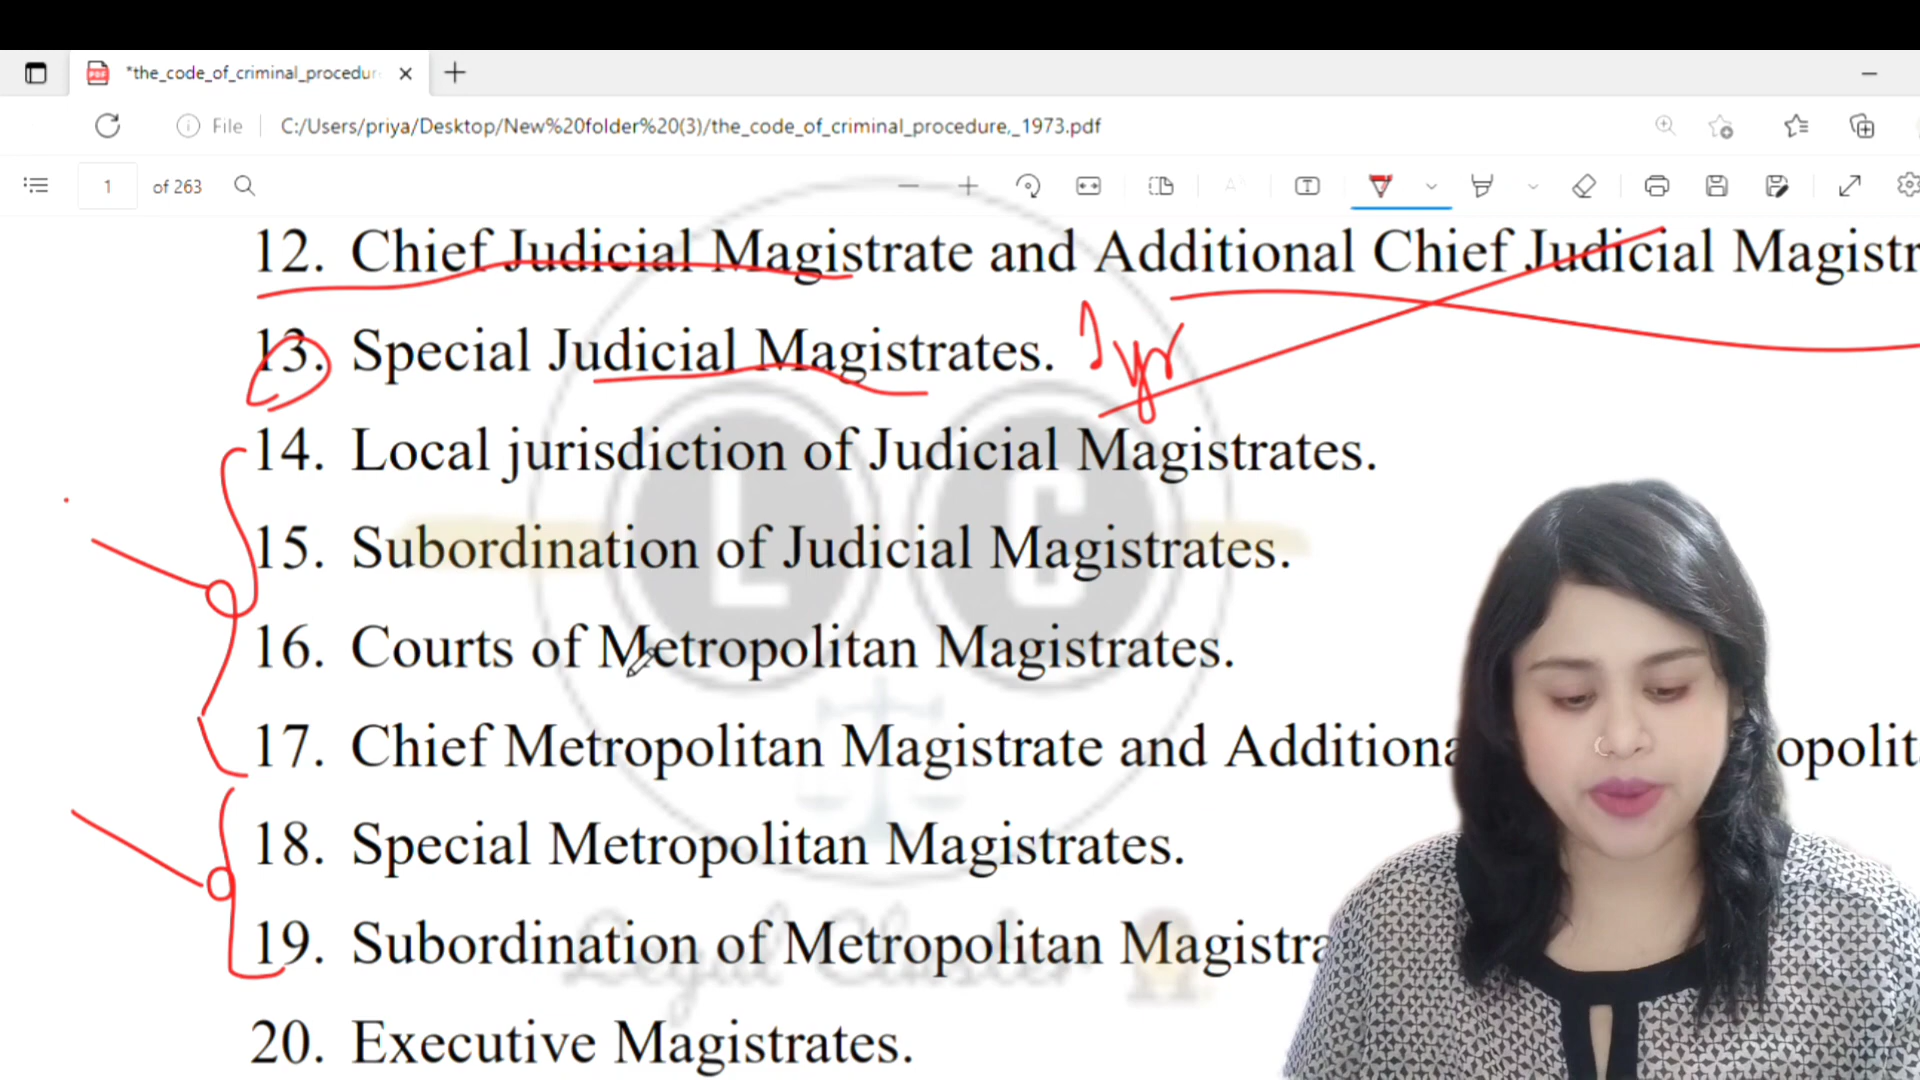 *the_code_of_criminal_procedur
File
C:/Users/priya/Desktop/New%20folder%20(3)/the_code_of_criminal_procedure,_1973.pdf
1
of 263
12. Chief Judicial Magistrate and Additional Chief Judicial Magistr
13. Special Judicial Magistrates. 1 yr
14. Local jurisdiction of Judicial Magistrates.
15. Subordination of Judicial Magistrates.
16. Courts of Metropolitan Magistrates.
17. Chief Metropolitan Magistrate and Additiona opolit
18. Special Metropolitan Magistrates.
19. Subordination of Metropolitan Magistra
20. Executive Magistrates.
L C
Legal Cluster